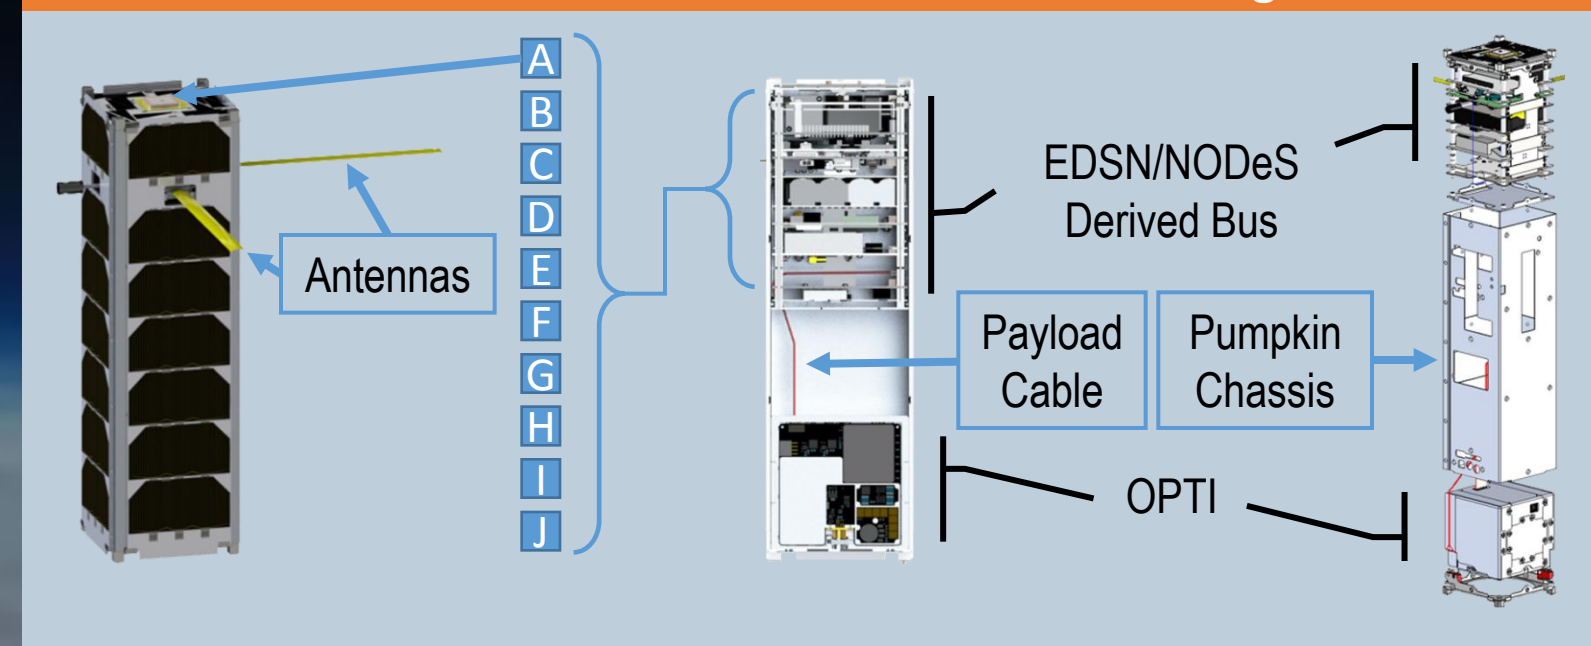 A
B
C
D
E
F
G
H
I
J
Antennas
EDSN/NODeS
Derived Bus
Payload
Cable
Pumpkin
Chassis
OPTI